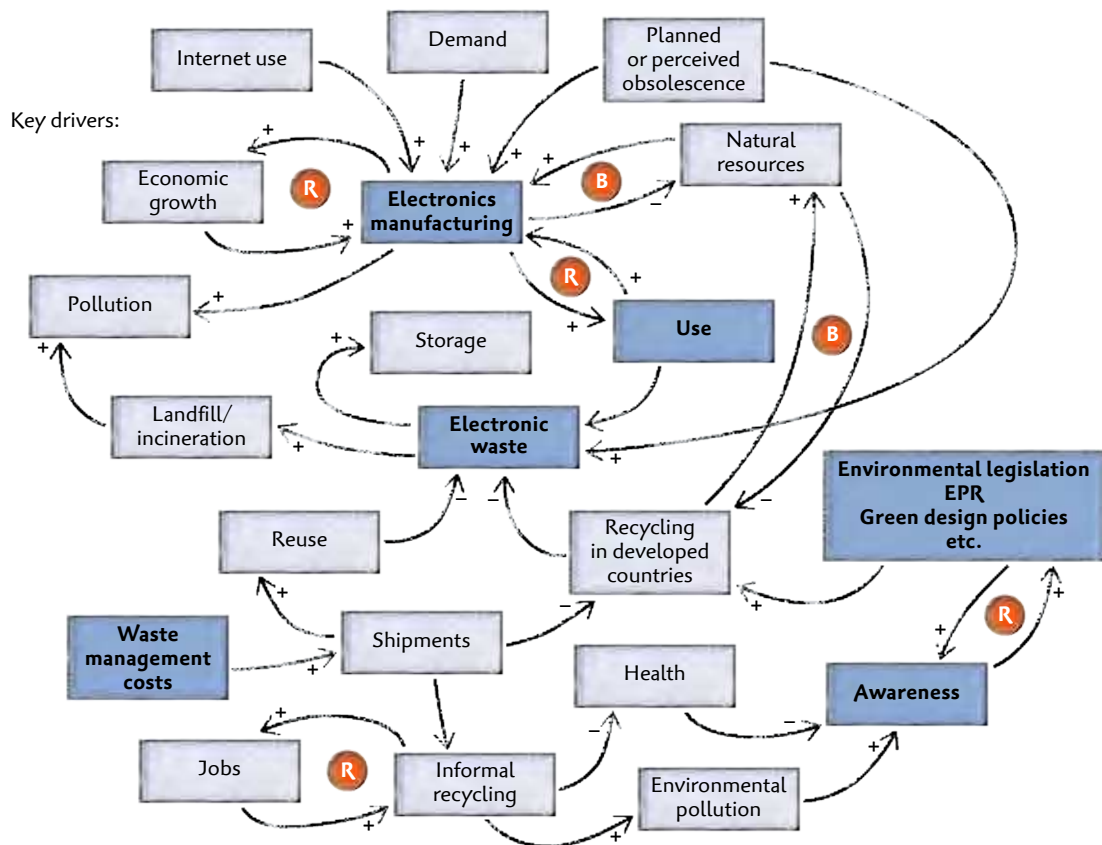 Internet use
Demand
Planned
or perceived
obsolescence
Key drivers:
Economic
growth
R
Electronics
manufacturing
B
Natural
resources
+
+
+
+
+
+
+
−
+
Pollution
+
Storage
+
R
+
+
Use
B
+
Landfill/
incineration
+
Electronic
waste
+
−
−
−
Environmental legislation
EPR
Green design policies
etc.
Reuse
+
Recycling
in developed
countries
+
+
R
+
Waste
management
costs
+
Shipments
−
Health
Awareness
+
−
−
+
Jobs
R
+
Informal
recycling
+
Environmental
pollution